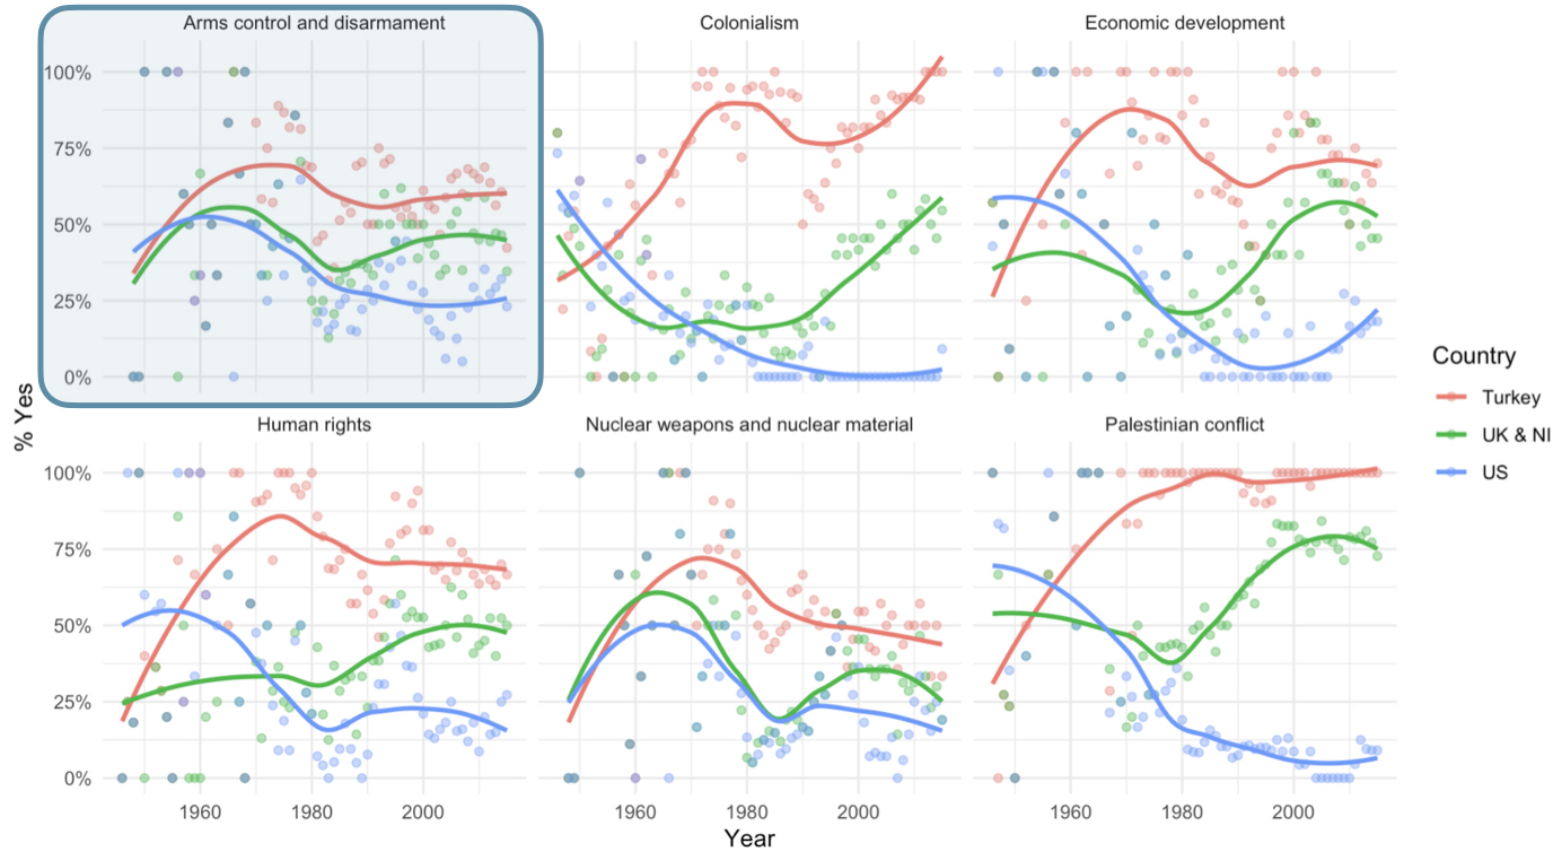 Arms control and disarmament
Colonialism
Economic development
100%
75%
50%
25%
0%
Human rights
Nuclear weapons and nuclear material
Palestinian conflict
100%
75%
50%
25%
0%
1960 1980 2000
1960 1980 2000
1960 1980 2000
Year
% Yes
Country
Turkey
UK & NI
US